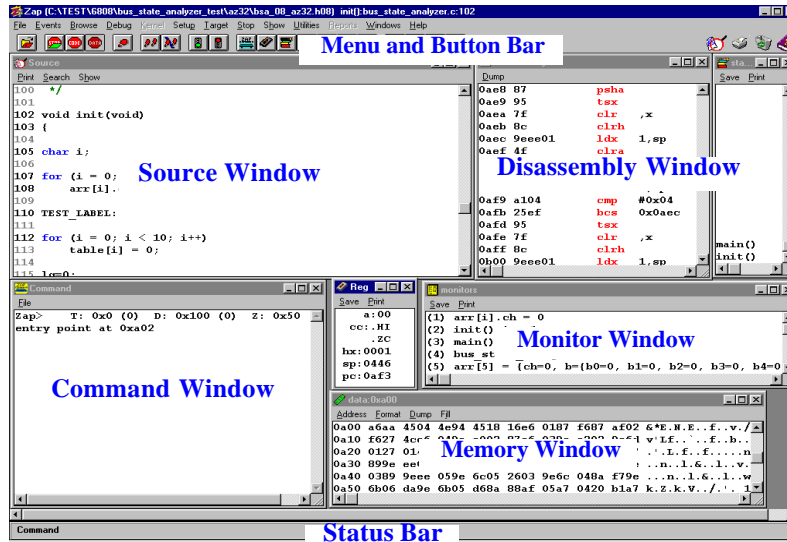 Zap (C:\TEST\6808\bus_state_analyzer_test\az32\bsa_08_az32.h08) init():bus_state_analyzer.c:102
File Events Browse Debug Kernel Setup Target Stop Show Utilities Reports Windows Help
Menu and Button Bar
Source
Print Search Show
100 */
101
102 void init(void)
103 {
104
105 char i;
106
107 for (i = 0;
108 arr[i].
109
110 TEST_LABEL:
111
112 for (i = 0; i < 10; i++)
113 table[i] = 0;
114
115 lg=0;
Source Window
Dump
0ae8 87 psha
0ae9 95 tsx
0aea 7f clr ,x
0aeb 8c clrh
0aec 9eee01 ldx 1,sp
0aef 4f clra
Disassembly Window
0af9 a104 cmp #0x04
0afb 25ef bcs 0x0aec
0afd 95 tsx
0afe 7f clr ,x
0aff 8c clrh
0b00 9eee01 ldx 1,sp
sta...
Save Print
main()
init()
Command
File
Zap> T: 0x0 (0) D: 0x100 (0) Z: 0x50
entry point at 0xa02
Command Window
Reg
Save Print
a:00
cc:.HI
.ZC
hx:0001
sp:0446
pc:0af3
monitors
Save Print
(1) arr[i].ch = 0
(2) init()
(3) main()
(4) bus_st
(5) arr[5] = {ch=0, b={b0=0, b1=0, b2=0, b3=0, b4=0
Monitor Window
data:0xa00
Address Format Dump Fill
0a00 a6aa 4504 4e94 4518 16e6 0187 f687 af02 &*E.N.E..f..v./
0a10 f627
0a20 0127
0a30 899e
0a40 0389 9eee 059e 6c05 2603 9e6c 048a f79e ...n..l.&..l..w
0a50 6b06 da9e 6b05 d68a 88af 05a7 0420 b1a7 k.Z.k.V../.'. 1
Memory Window
Command
Status Bar